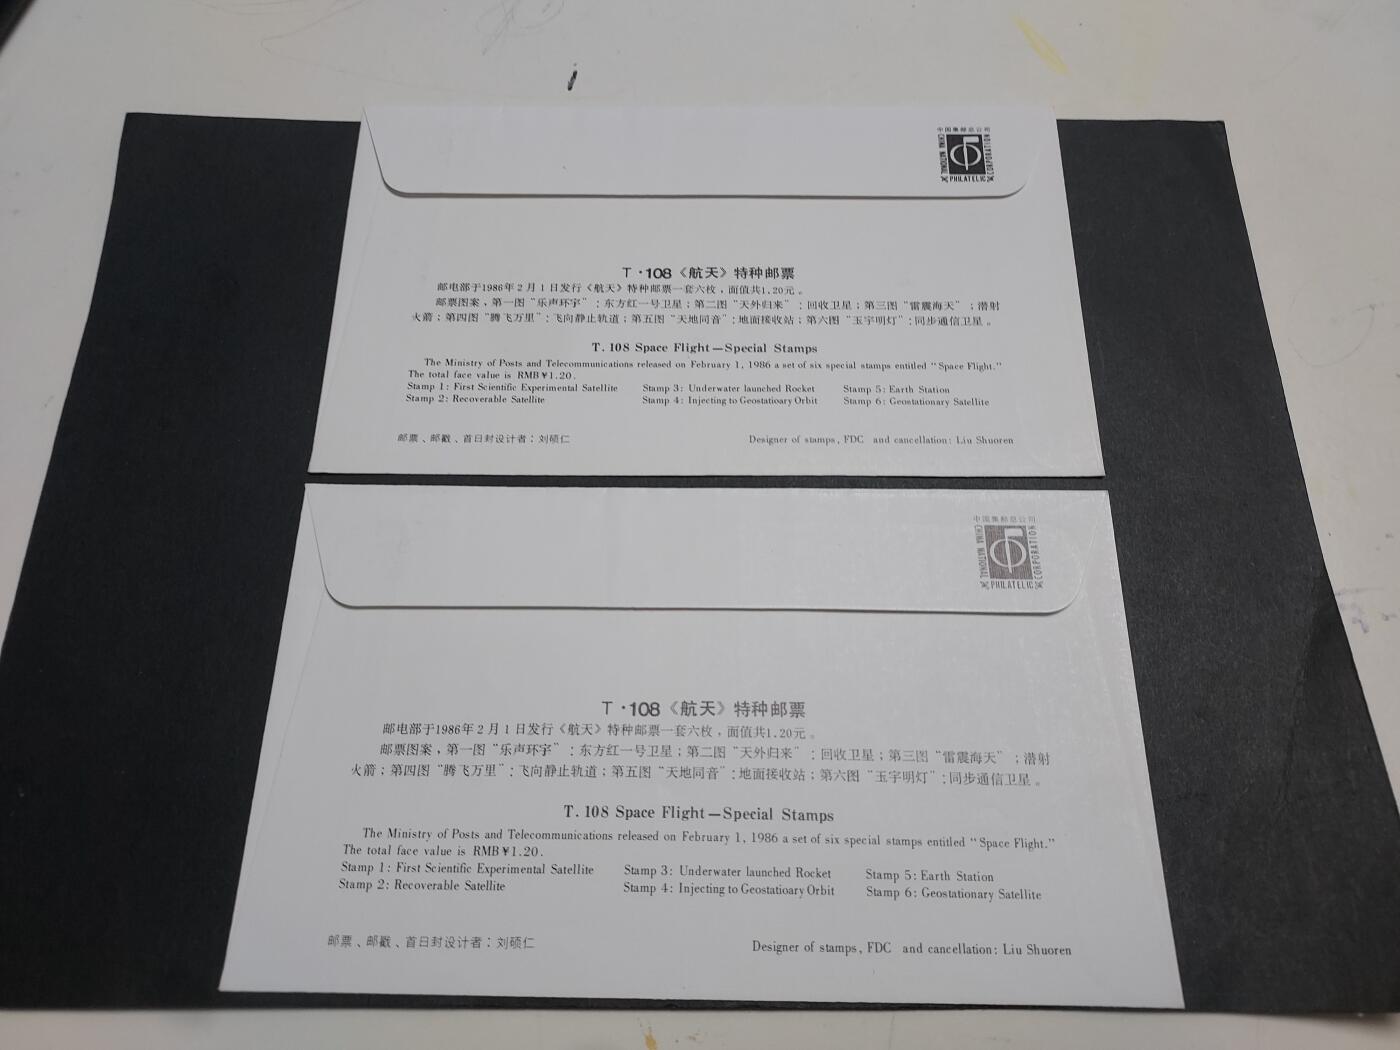 中国集邮总公司
CHINA NATIONAL
PHILATELIC
CORPORATION
T·108《航天》特种邮票
邮电部于1986年2月1日发行《航天》特种邮票一套六枚，面值共1.20元。
邮票图案、第一图“乐声环宇”：东方红一号卫星；第二图“天外归来”：回收卫星；第三图“雷震海天”；潜射
火箭；第四图“腾飞万里”：飞向静止轨道；第五图“天地同音”：地面接收站；第六图“玉宇明灯”：同步通信卫星。
T. 108 Space Flight—Special Stamps
The Ministry of Posts and Telecommunications released on February 1, 1986 a set of six special stamps entitled "Space Flight."
The total face value is RMB¥1.20.
Stamp 1: First Scientific Experimental Satellite Stamp 3: Underwater launched Rocket Stamp 5: Earth Station
Stamp 2: Recoverable Satellite Stamp 4: Injecting to Geostatioary Orbit Stamp 6: Geostationary Satellite
邮票、邮戳、首日封设计者：刘硕仁 Designer of stamps, FDC and cancellation: Liu Shuoren
中国集邮总公司
CHINA NATIONAL
PHILATELIC
CORPORATION
T·108《航天》特种邮票
邮电部于1986年2月1日发行《航天》特种邮票一套六枚，面值共1.20元。
邮票图案、第一图“乐声环宇”：东方红一号卫星；第二图“天外归来”：回收卫星；第三图“雷震海天”；潜射
火箭；第四图“腾飞万里”：飞向静止轨道；第五图“天地同音”：地面接收站；第六图“玉宇明灯”：同步通信卫星。
T. 108 Space Flight—Special Stamps
The Ministry of Posts and Telecommunications released on February 1, 1986 a set of six special stamps entitled "Space Flight."
The total face value is RMB¥1.20.
Stamp 1: First Scientific Experimental Satellite Stamp 3: Underwater launched Rocket Stamp 5: Earth Station
Stamp 2: Recoverable Satellite Stamp 4: Injecting to Geostatioary Orbit Stamp 6: Geostationary Satellite
邮票、邮戳、首日封设计者：刘硕仁 Designer of stamps, FDC and cancellation: Liu Shuoren